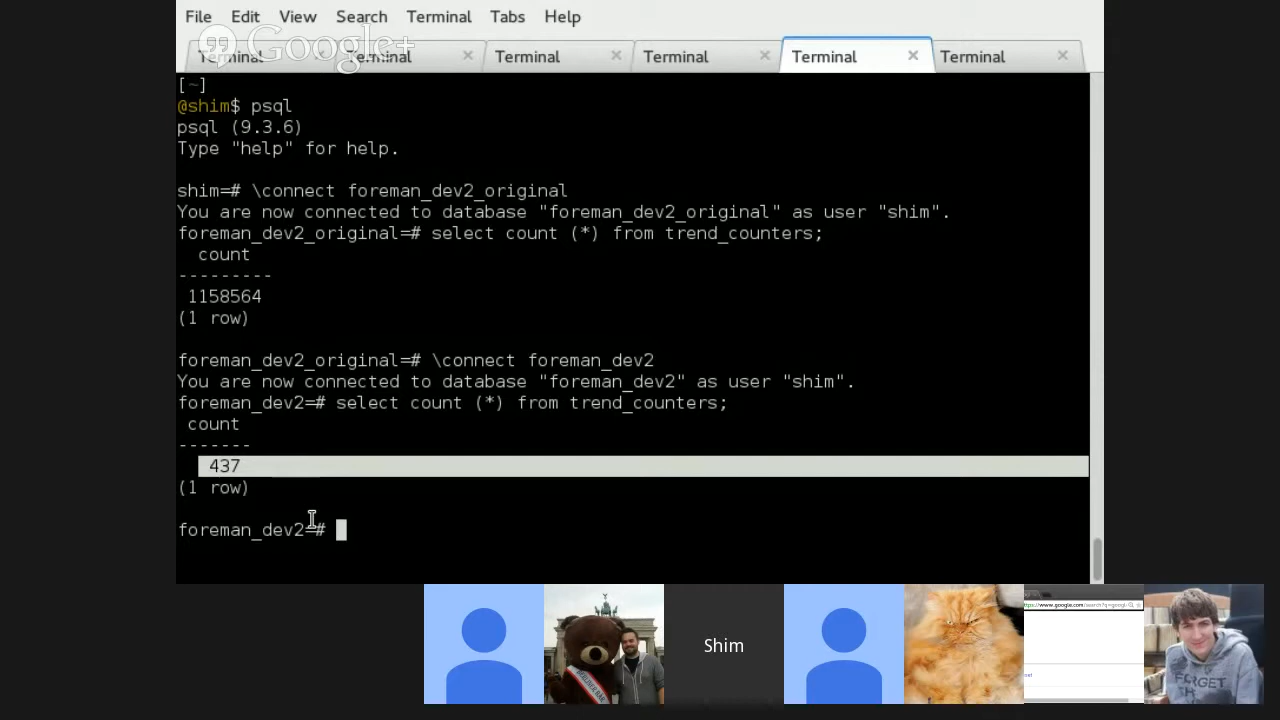 File Edit View Search Terminal Tabs Help
Google+
Terminal Terminal Terminal Terminal Terminal Terminal
[~]
@shim$ psql
psql (9.3.6)
Type "help" for help.
shim=# \connect foreman_dev2_original
You are now connected to database "foreman_dev2_original" as user "shim".
foreman_dev2_original=# select count (*) from trend_counters;
count
---------
1158564
(1 row)
foreman_dev2_original=# \connect foreman_dev2
You are now connected to database "foreman_dev2" as user "shim".
foreman_dev2=# select count (*) from trend_counters;
count
-------
437
(1 row)
foreman_dev2=#
Shim
FORGET